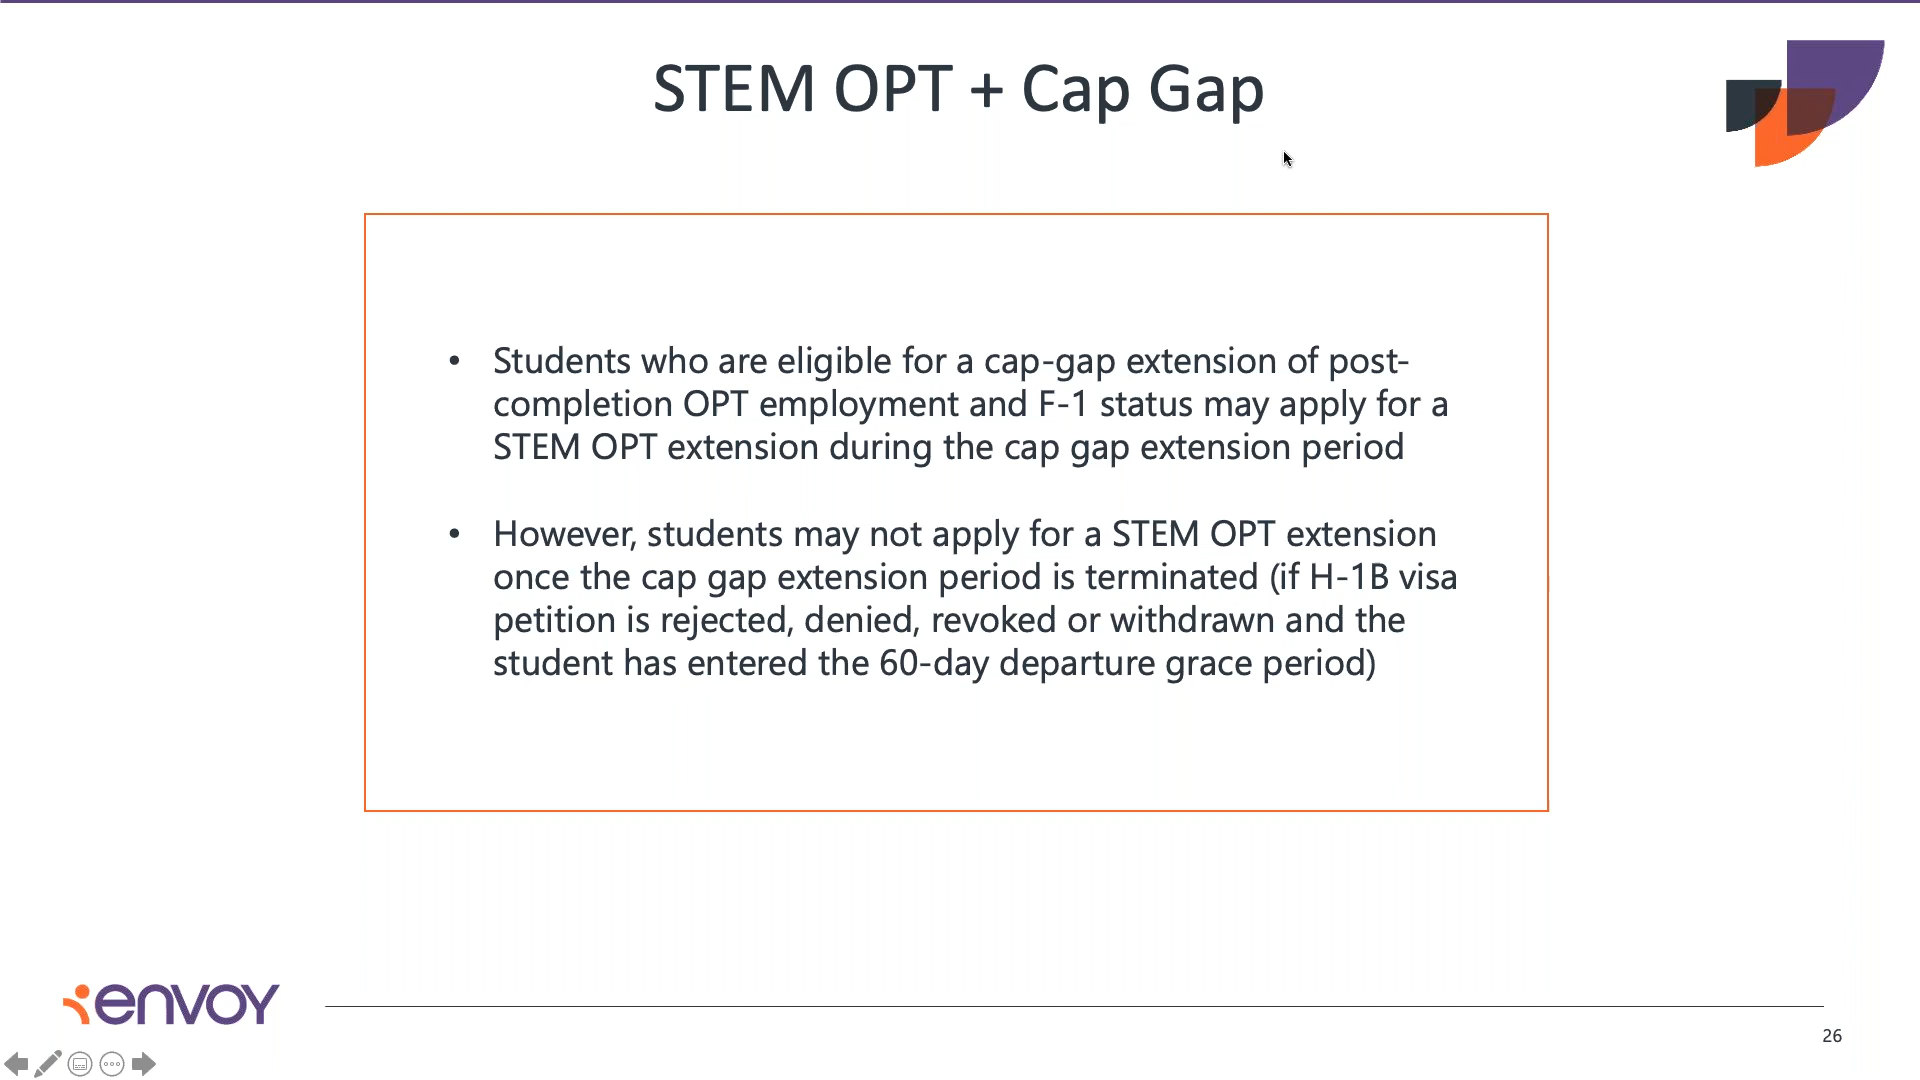 STEM OPT + Cap Gap
• Students who are eligible for a cap-gap extension of post-
completion OPT employment and F-1 status may apply for a
STEM OPT extension during the cap gap extension period
• However, students may not apply for a STEM OPT extension
once the cap gap extension period is terminated (if H-1B visa
petition is rejected, denied, revoked or withdrawn and the
student has entered the 60-day departure grace period)
envoy
26